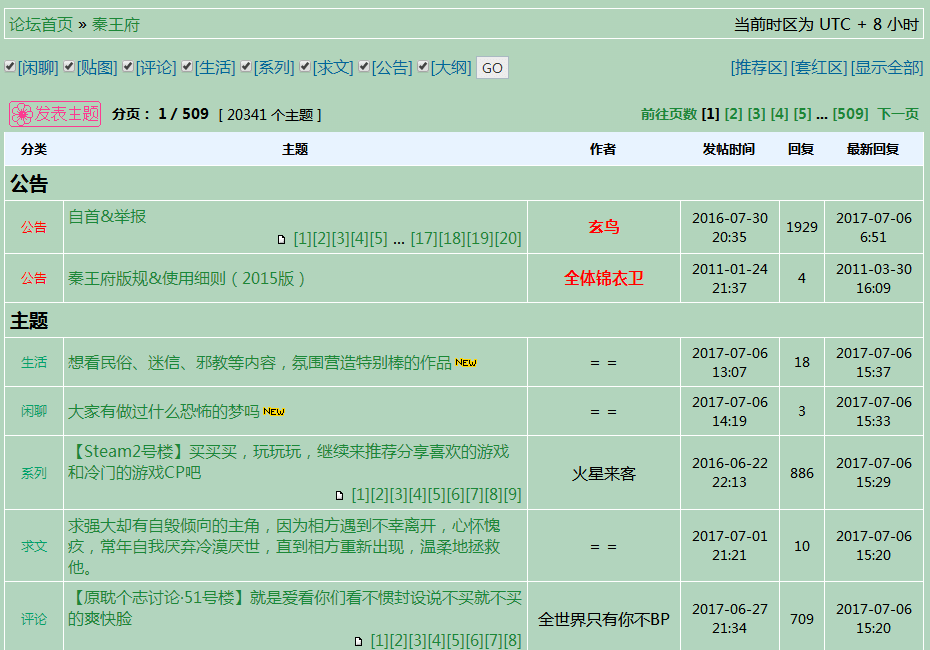 论坛首页 » 秦王府
当前时区为 UTC + 8 小时
[闲聊] [贴图] [评论] [生活] [系列] [求文] [公告] [大纲] GO
[推荐区] [套红区] [显示全部]
发表主题 分页： 1 / 509 [ 20341 个主题 ]
前往页数 [1] [2] [3] [4] [5] ... [509] 下一页
分类 主题 作者 发帖时间 回复 最新回复
公告
公告
自首&举报
[1][2][3][4][5] ... [17][18][19][20]
玄鸟
2016-07-30
20:35
1929
2017-07-06
6:51
公告
秦王府版规&使用细则（2015版）
全体锦衣卫
2011-01-24
21:37
4
2011-03-30
16:09
主题
生活
想看民俗、迷信、邪教等内容，氛围营造特别棒的作品 NEW
= =
2017-07-06
13:07
18
2017-07-06
15:37
闲聊
大家有做过什么恐怖的梦吗 NEW
= =
2017-07-06
14:19
3
2017-07-06
15:33
系列
【Steam2号楼】买买买，玩玩玩，继续来推荐分享喜欢的游戏
和冷门的游戏CP吧
[1][2][3][4][5][6][7][8][9]
火星来客
2016-06-22
22:13
886
2017-07-06
15:29
求文
求强大却有自毁倾向的主角，因为相方遇到不幸离开，心怀愧
疚，常年自我厌弃冷漠厌世，直到相方重新出现，温柔地拯救
他。
= =
2017-07-01
21:21
10
2017-07-06
15:20
评论
【原耽个志讨论·51号楼】就是爱看你们看不惯封设说不买就不买
的爽快脸
[1][2][3][4][5][6][7][8]
全世界只有你不BP
2017-06-27
21:34
709
2017-07-06
15:20